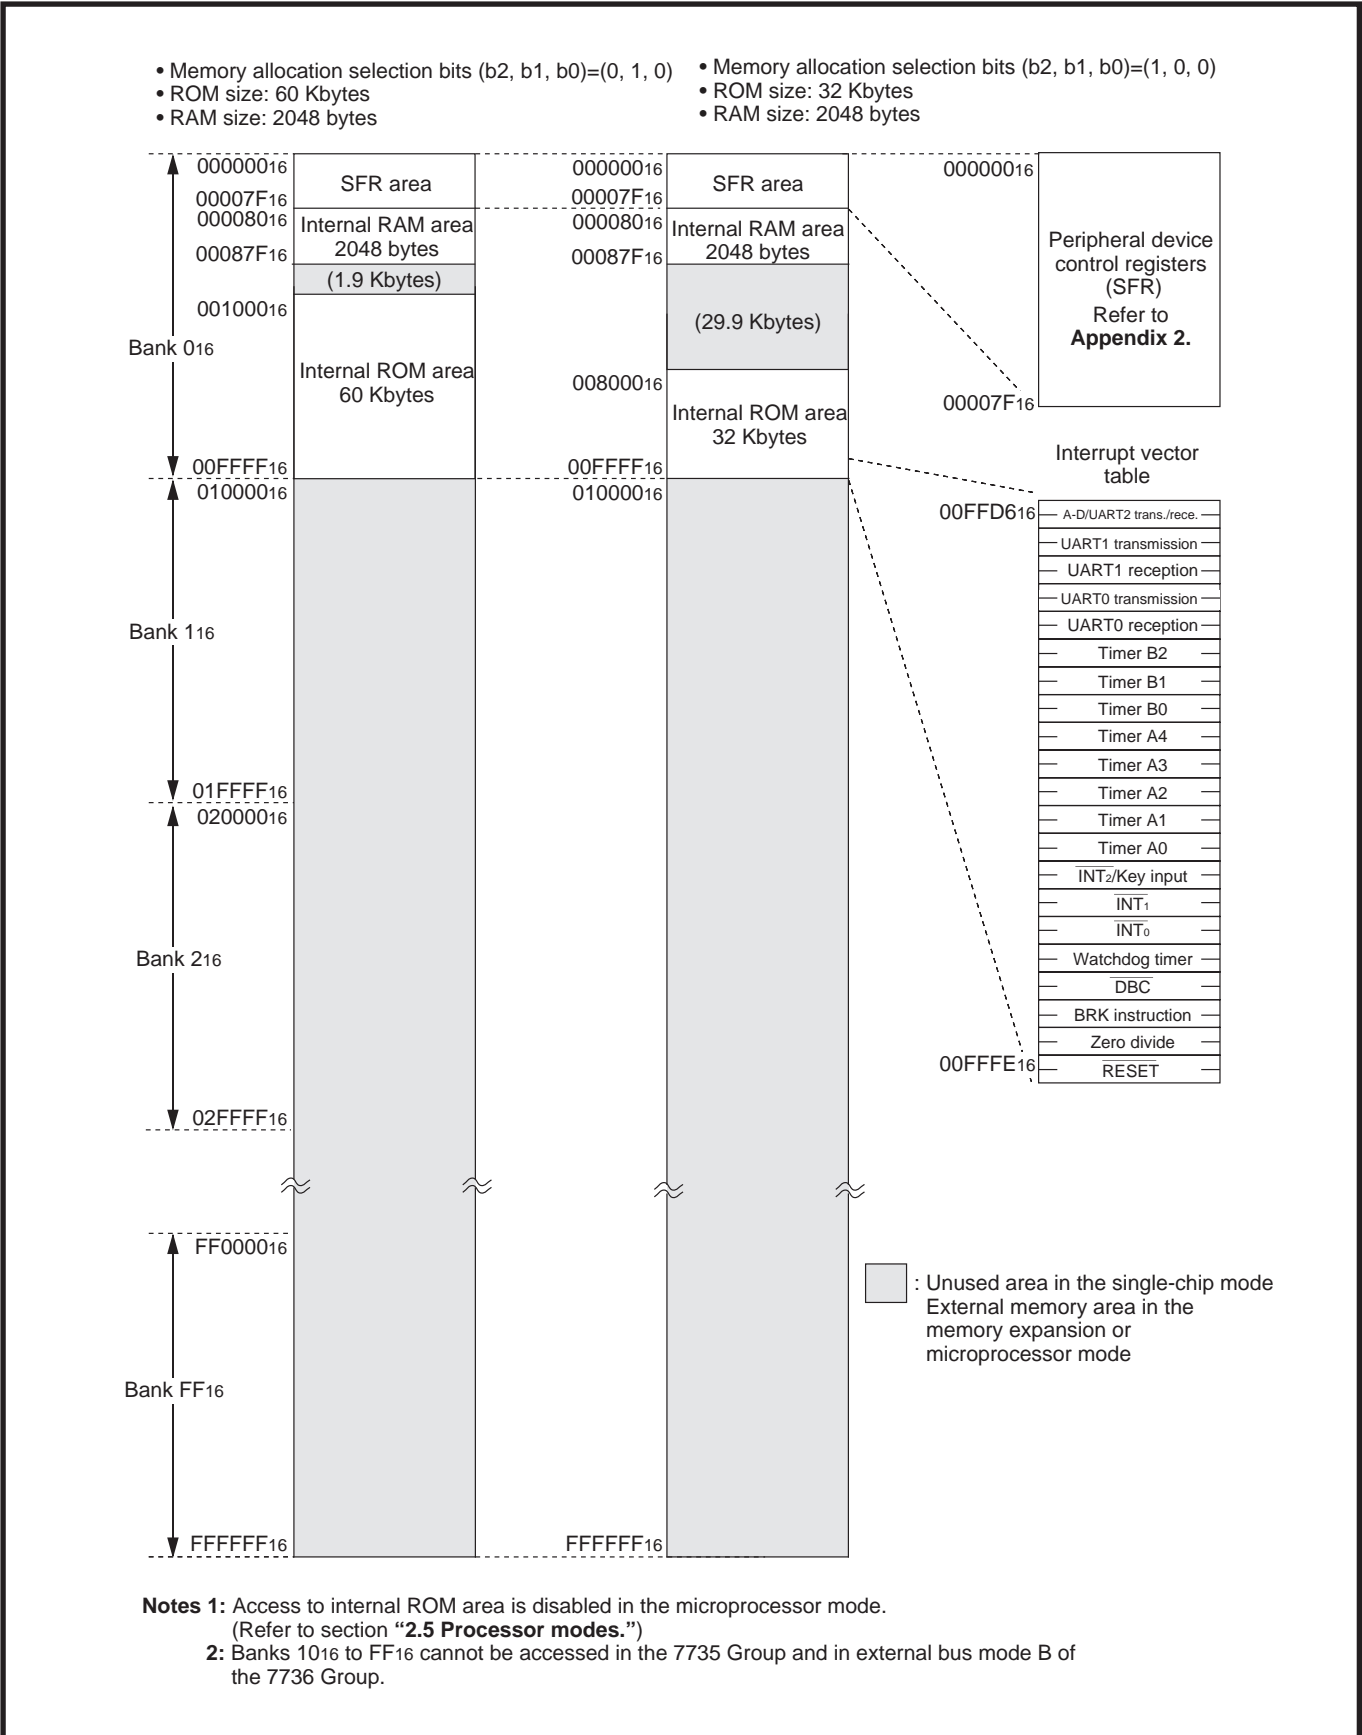 • Memory allocation selection bits (b2, b1, b0)=(0, 1, 0)
• ROM size: 60 Kbytes
• RAM size: 2048 bytes
• Memory allocation selection bits (b2, b1, b0)=(1, 0, 0)
• ROM size: 32 Kbytes
• RAM size: 2048 bytes
00000016
00007F16
00008016
00087F16
00100016
00FFFF16
01000016
01FFFF16
02000016
02FFFF16
FF000016
FFFFFF16
Bank 016
Bank 116
Bank 216
Bank FF16
SFR area
Internal RAM area
2048 bytes
(1.9 Kbytes)
Internal ROM area
60 Kbytes
00000016
00007F16
00008016
00087F16
00800016
00FFFF16
01000016
FFFFFF16
SFR area
Internal RAM area
2048 bytes
(29.9 Kbytes)
Internal ROM area
32 Kbytes
00000016
00007F16
Peripheral device
control registers
(SFR)
Refer to
Appendix 2.
Interrupt vector
table
00FFD616
A-D/UART2 trans./rece.
UART1 transmission
UART1 reception
UART0 transmission
UART0 reception
Timer B2
Timer B1
Timer B0
Timer A4
Timer A3
Timer A2
Timer A1
Timer A0
INT2/Key input
INT1
INT0
Watchdog timer
DBC
BRK instruction
Zero divide
00FFFE16
RESET
: Unused area in the single-chip mode
External memory area in the
memory expansion or
microprocessor mode
Notes 1: Access to internal ROM area is disabled in the microprocessor mode.
(Refer to section “2.5 Processor modes.”)
2: Banks 1016 to FF16 cannot be accessed in the 7735 Group and in external bus mode B of
the 7736 Group.